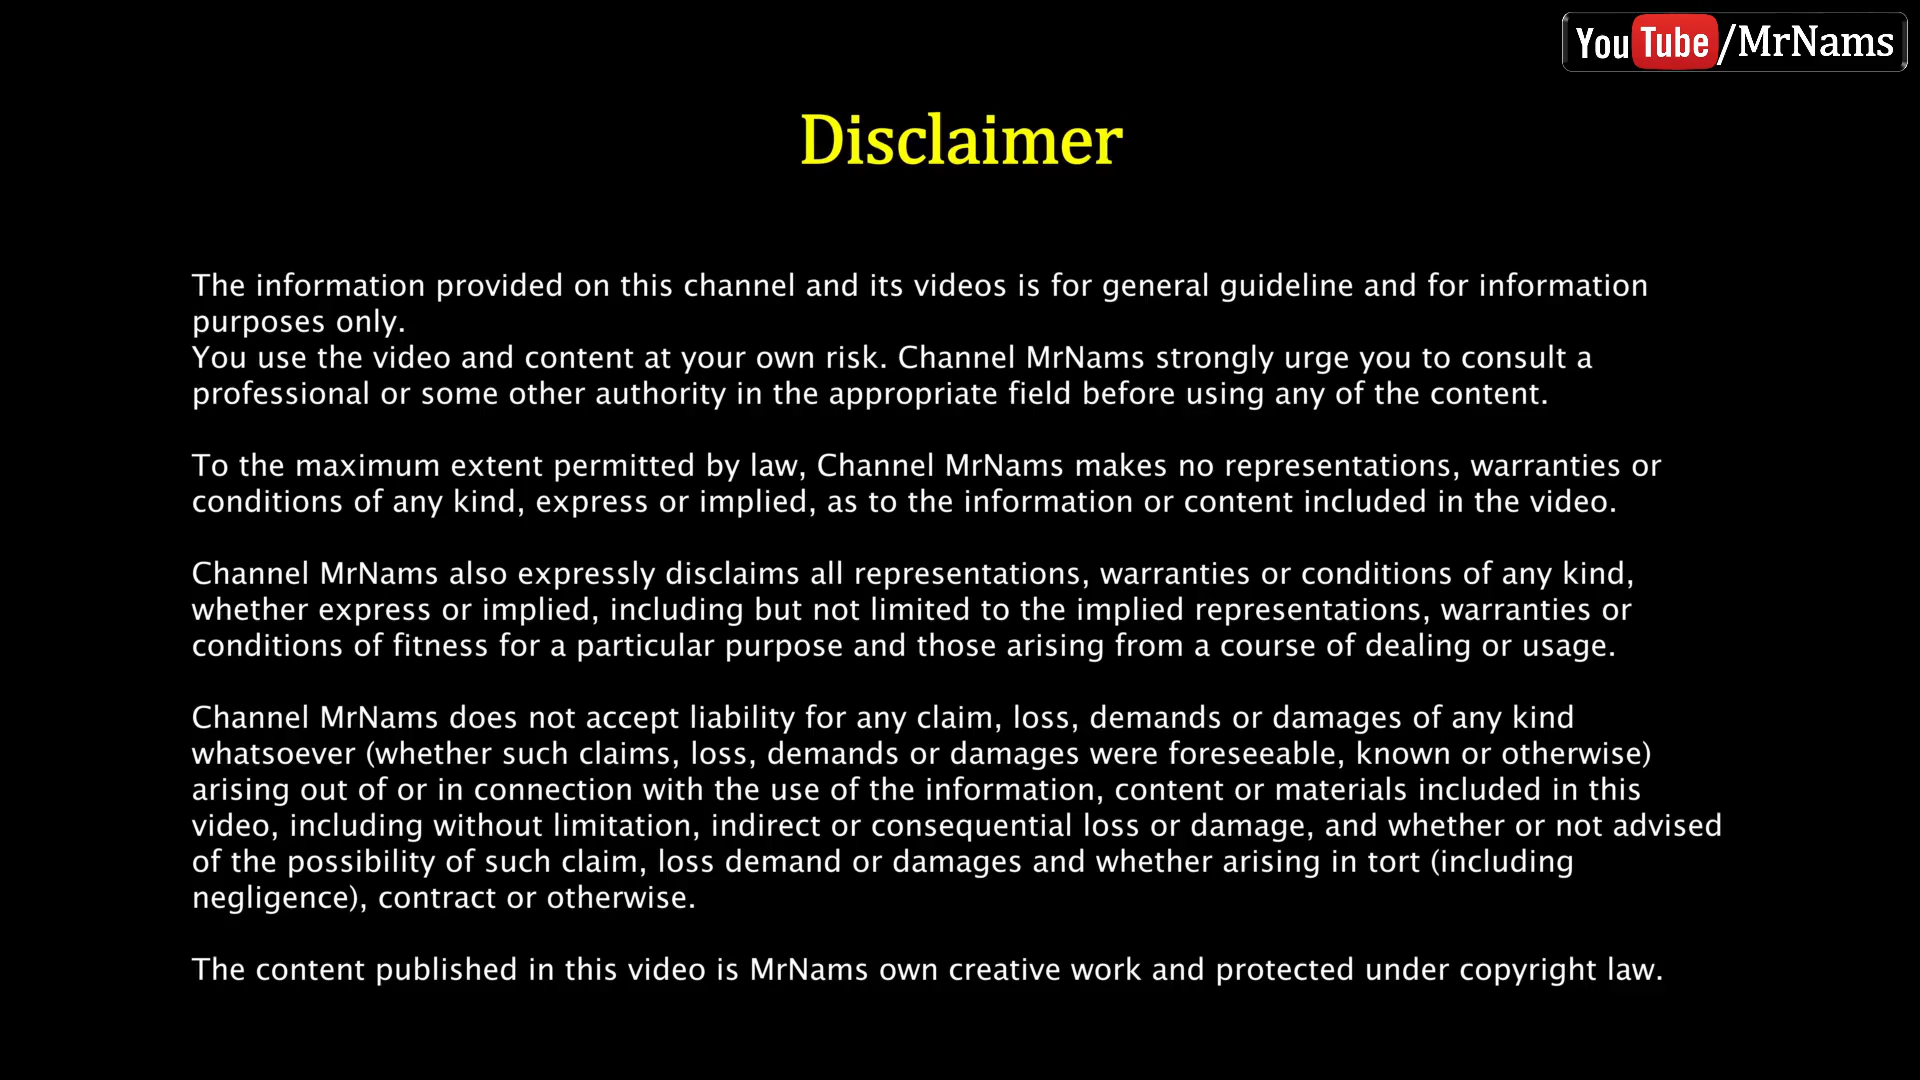 YouTube/MrNams
Disclaimer
The information provided on this channel and its videos is for general guideline and for information
purposes only.
You use the video and content at your own risk. Channel MrNams strongly urge you to consult a
professional or some other authority in the appropriate field before using any of the content.
To the maximum extent permitted by law, Channel MrNams makes no representations, warranties or
conditions of any kind, express or implied, as to the information or content included in the video.
Channel MrNams also expressly disclaims all representations, warranties or conditions of any kind,
whether express or implied, including but not limited to the implied representations, warranties or
conditions of fitness for a particular purpose and those arising from a course of dealing or usage.
Channel MrNams does not accept liability for any claim, loss, demands or damages of any kind
whatsoever (whether such claims, loss, demands or damages were foreseeable, known or otherwise)
arising out of or in connection with the use of the information, content or materials included in this
video, including without limitation, indirect or consequential loss or damage, and whether or not advised
of the possibility of such claim, loss demand or damages and whether arising in tort (including
negligence), contract or otherwise.
The content published in this video is MrNams own creative work and protected under copyright law.